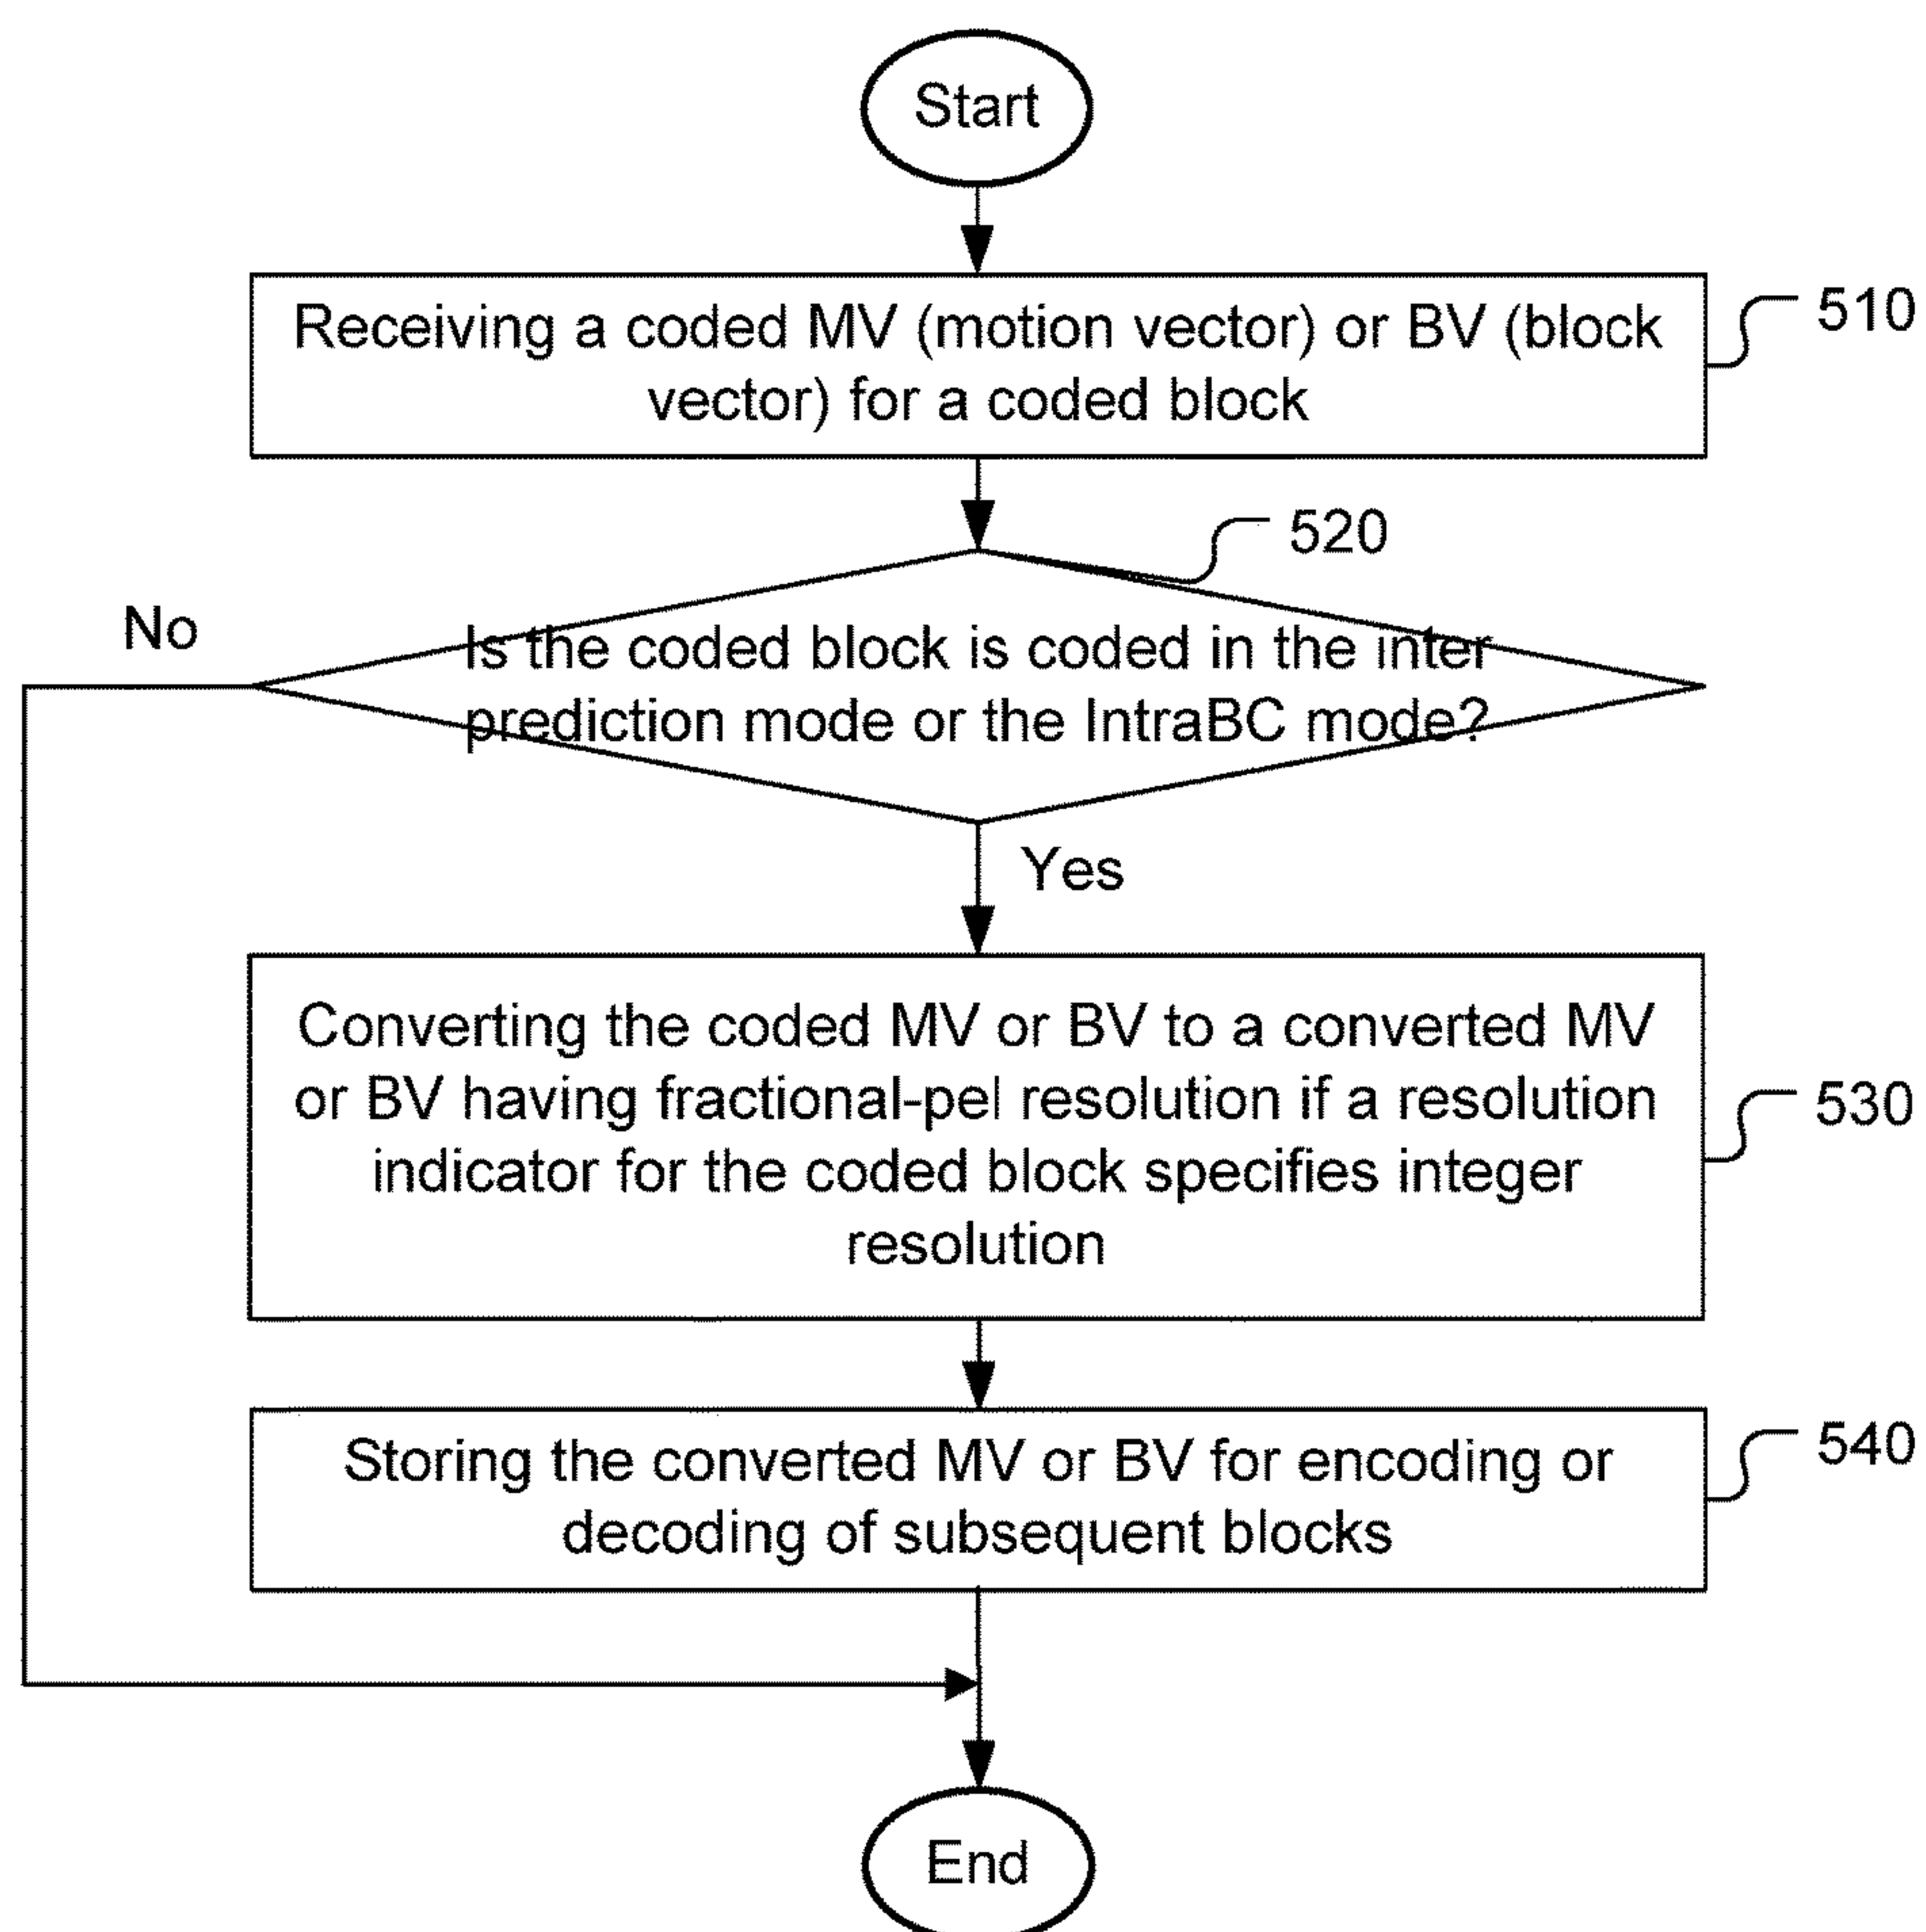 Start
Receiving a coded MV (motion vector) or BV (block
vector) for a coded block
510
520
No
Is the coded block is coded in the inter
prediction mode or the IntraBC mode?
Yes
Converting the coded MV or BV to a converted MV
or BV having fractional-pel resolution if a resolution
indicator for the coded block specifies integer
resolution
530
Storing the converted MV or BV for encoding or
decoding of subsequent blocks
540
End